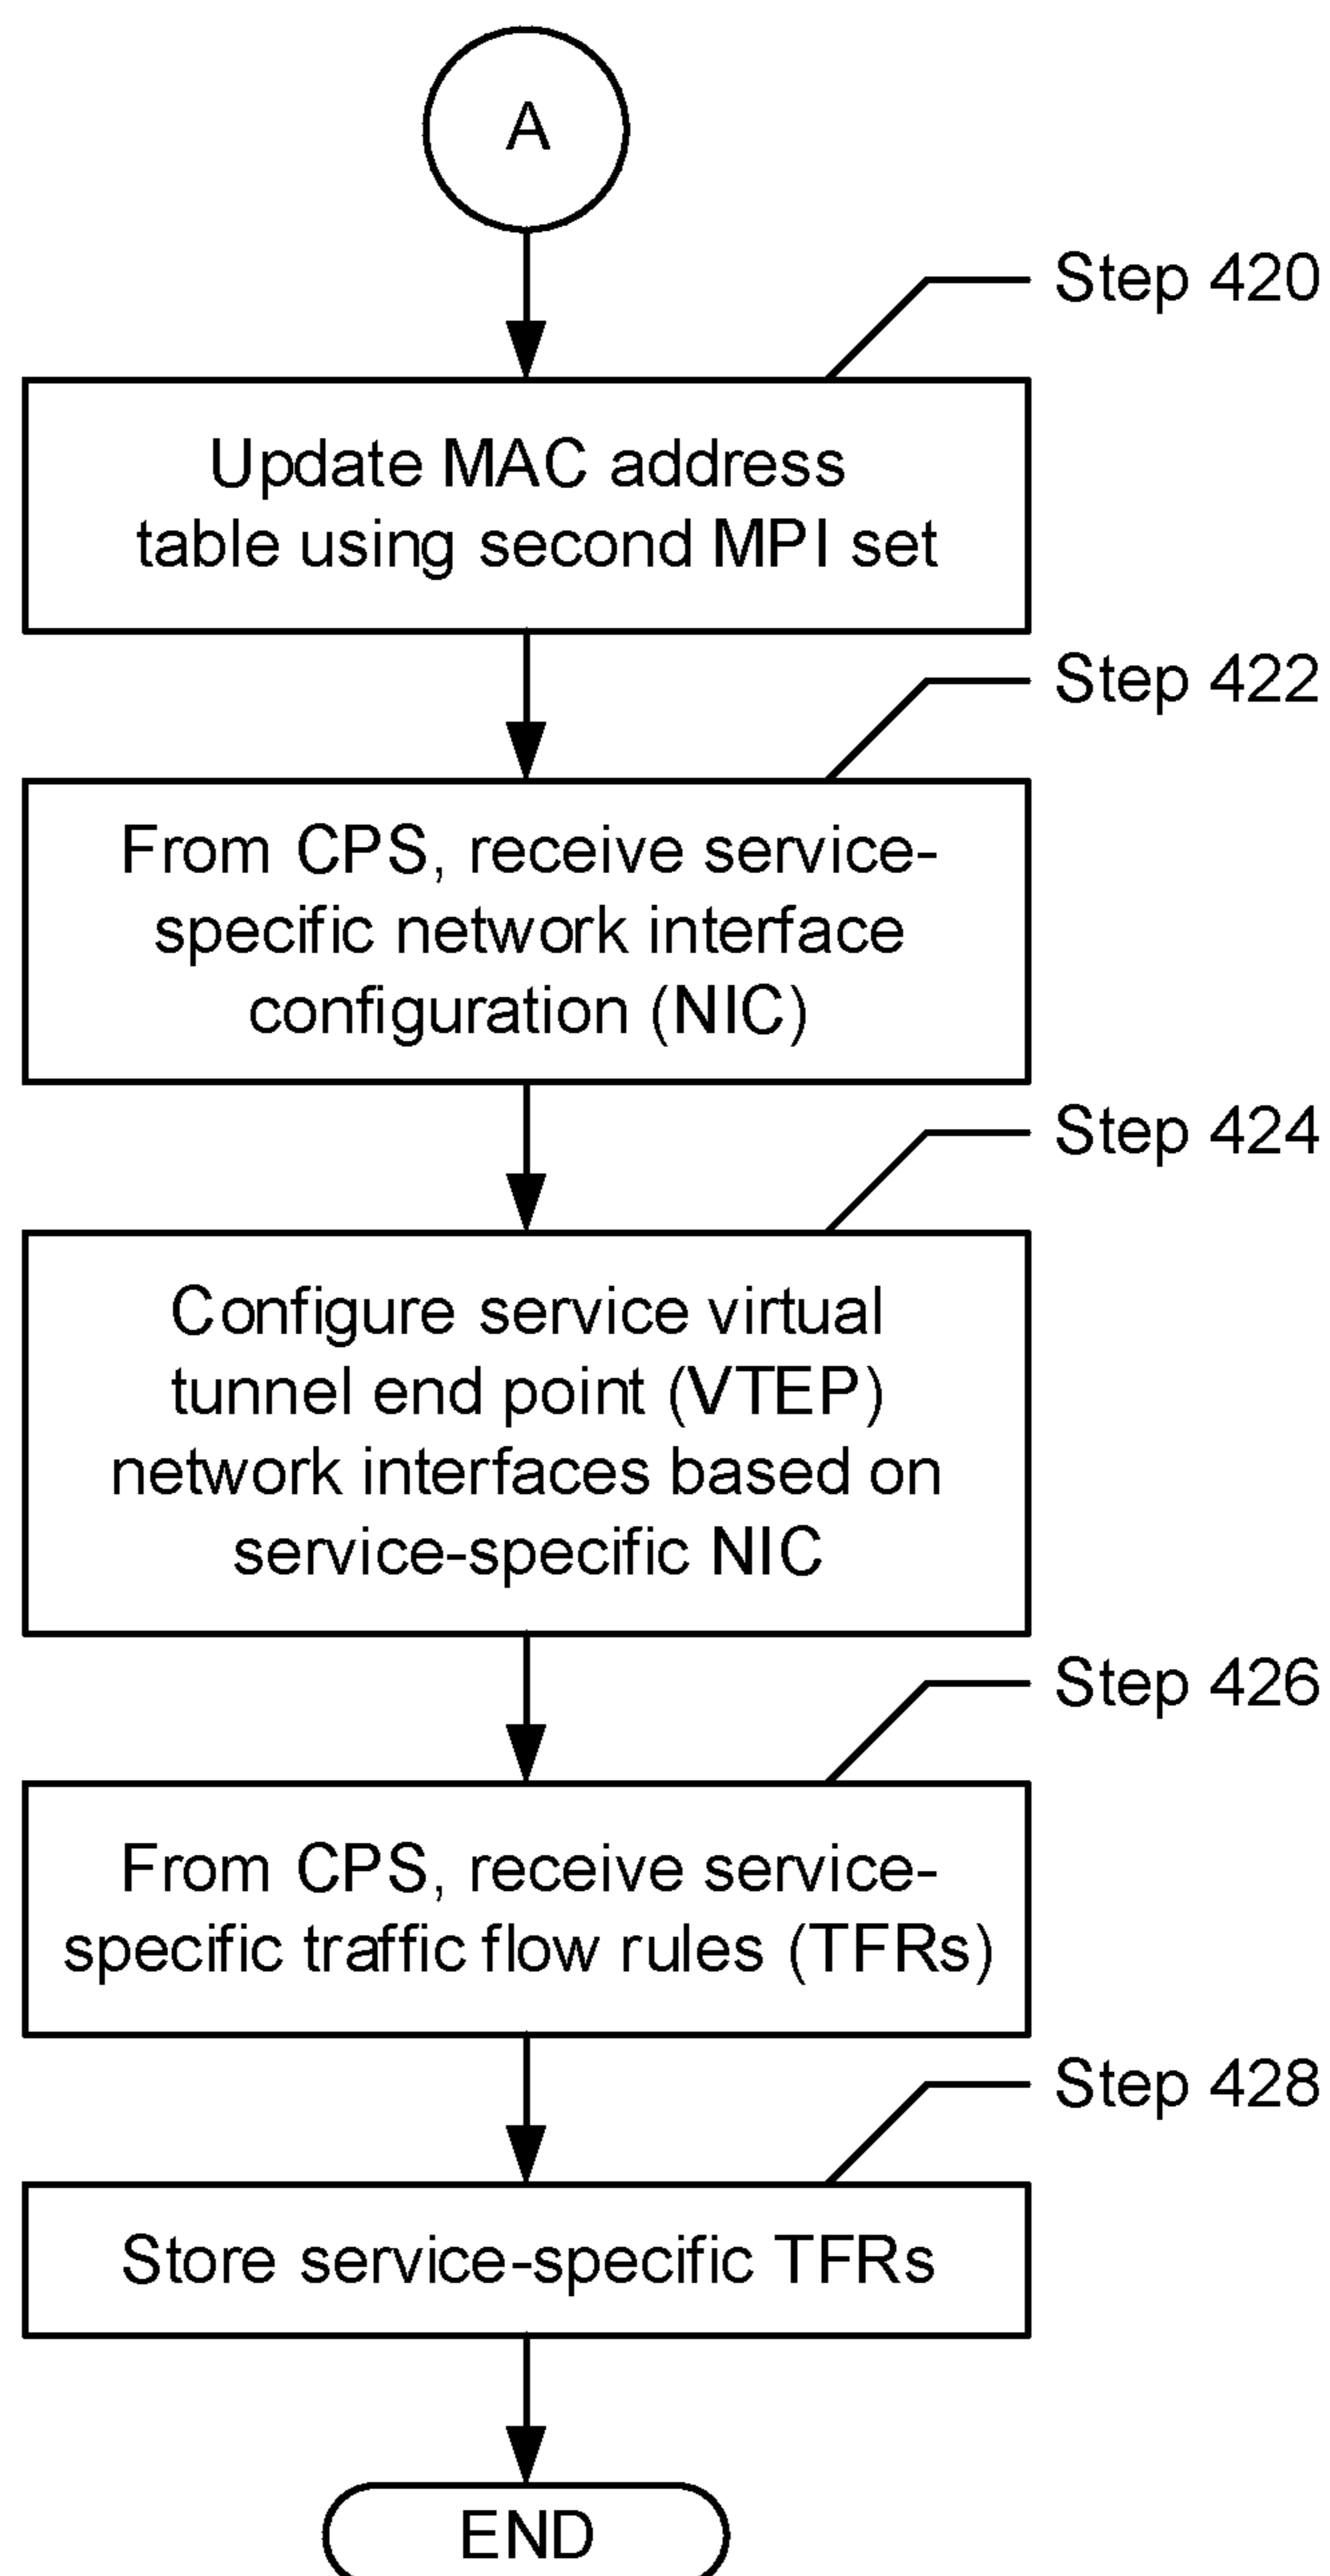 A
Step 420
Update MAC address
table using second MPI set
Step 422
From CPS, receive service-
specific network interface
configuration (NIC)
Step 424
Configure service virtual
tunnel end point (VTEP)
network interfaces based on
service-specific NIC
Step 426
From CPS, receive service-
specific traffic flow rules (TFRs)
Step 428
Store service-specific TFRs
END